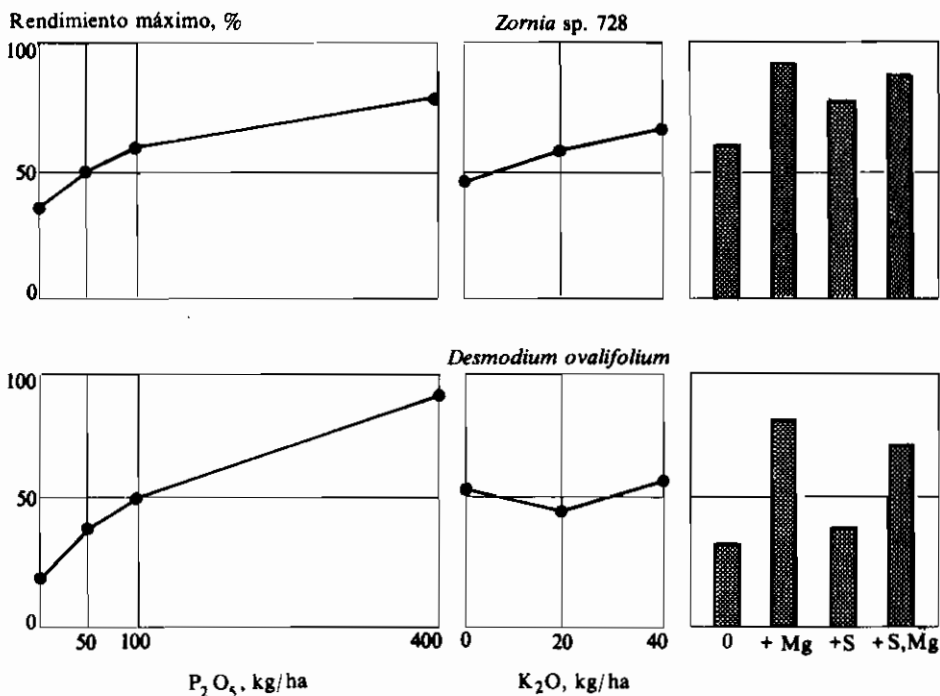 Rendimiento máximo, %
Zornia sp. 728
100
50
0
Desmodium ovalifolium
100
50
0
50 100 400 0 20 40 0 + Mg +S + S,Mg
P₂O₅, kg/ha K₂O, kg/ha